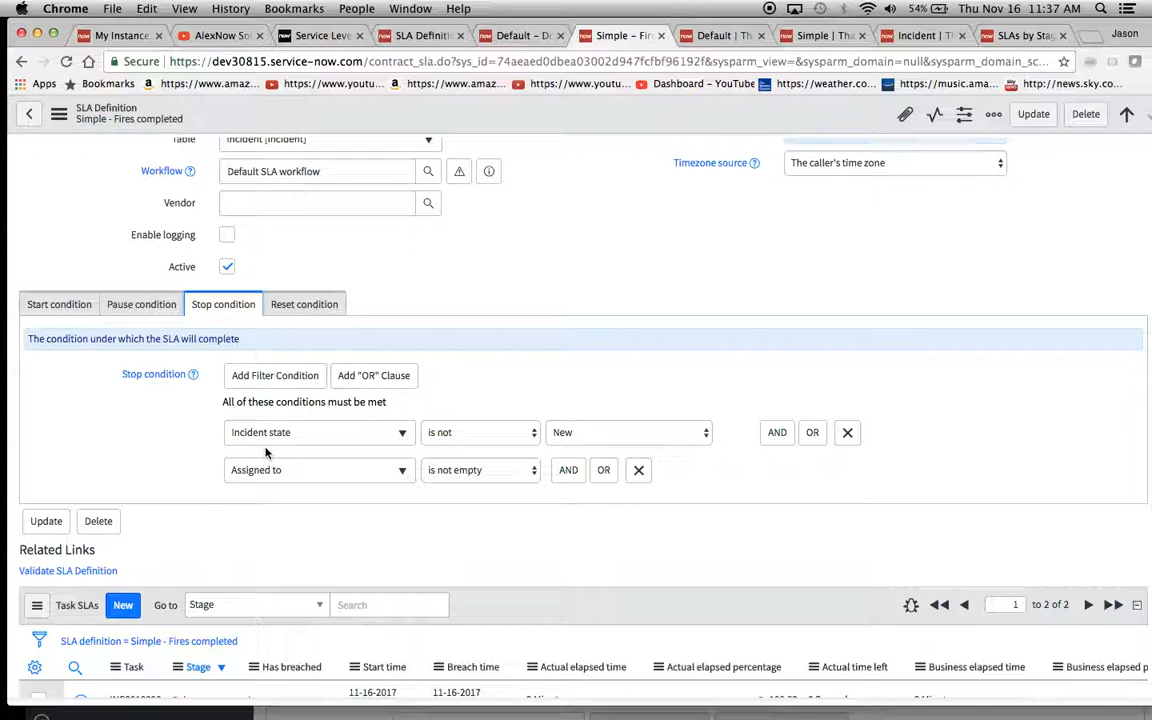 Chrome File Edit View History Bookmarks People Window Help 54% Thu Nov 16 11:37 AM
My Instance AlexNow So Service Leve SLA Definiti Default – D Simple – Fire Default | Th Simple | Tha Incident | Th SLAs by Stag Jason
Secure https://dev30815.service-now.com/contract_sla.do?sys_id=74aeaed0dbea03002d947fcfbf96192f&sysparm_view=&sysparm_domain=null&sysparm_domain_sc...
Apps Bookmarks https://www.amaz... https://www.youtu... https://www.amaz... https://www.youtu... Dashboard – YouTube https://weather.co... https://music.ama... http://news.sky.co...
SLA Definition
Simple - Fires completed
Update Delete
Table Incident [incident]
Workflow Default SLA workflow Timezone source The caller's time zone
Vendor
Enable logging
Active
Start condition Pause condition Stop condition Reset condition
The condition under which the SLA will complete
Stop condition Add Filter Condition Add "OR" Clause
All of these conditions must be met
Incident state is not New AND OR
Assigned to is not empty AND OR
Update Delete
Related Links
Validate SLA Definition
Task SLAs New Go to Stage Search 1 to 2 of 2
SLA definition = Simple - Fires completed
Task Stage Has breached Start time Breach time Actual elapsed time Actual elapsed percentage Actual time left Business elapsed time Business elapsed p
11-16-2017 11-16-2017